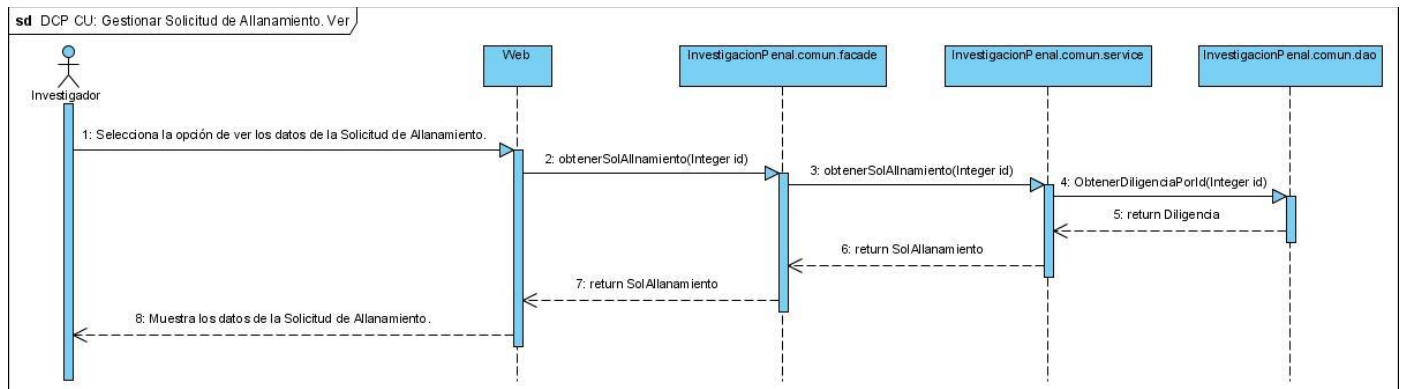 sd DCP CU: Gestionar Solicitud de Allanamiento. Ver
Investigador
Web
InvestigacionPenal.comun.facade
InvestigacionPenal.comun.service
InvestigacionPenal.comun.dao
1: Selecciona la opción de ver los datos de la Solicitud de Allanamiento.
2: obtenerSolAllnamiento(Integer id)
3: obtenerSolAllnamiento(Integer id)
4: ObtenerDiligenciaPorId(Integer id)
5: return Diligencia
6: return SolAllanamiento
7: return SolAllanamiento
8: Muestra los datos de la Solicitud de Allanamiento.